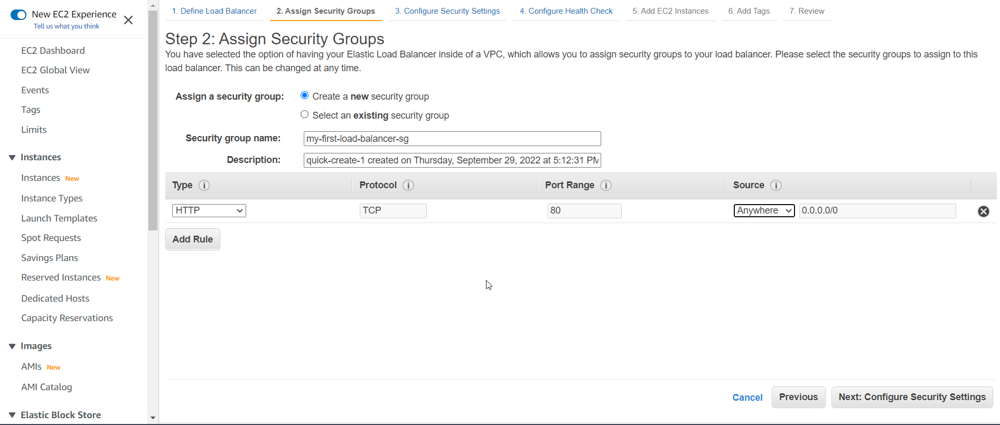 New EC2 Experience
Tell us what you think
EC2 Dashboard
EC2 Global View
Events
Tags
Limits
Instances
Instances New
Instance Types
Launch Templates
Spot Requests
Savings Plans
Reserved Instances New
Dedicated Hosts
Capacity Reservations
Images
AMIs New
AMI Catalog
Elastic Block Store
1. Define Load Balancer 2. Assign Security Groups 3. Configure Security Settings 4. Configure Health Check 5. Add EC2 Instances 6. Add Tags 7. Review
Step 2: Assign Security Groups
You have selected the option of having your Elastic Load Balancer inside of a VPC, which allows you to assign security groups to your load balancer. Please select the security groups to assign to this
load balancer. This can be changed at any time.
Assign a security group: Create a new security group
Select an existing security group
Security group name: my-first-load-balancer-sg
Description: quick-create-1 created on Thursday, September 29, 2022 at 5:12:31 PM
Type i Protocol i Port Range i Source i
HTTP TCP 80 Anywhere 0.0.0.0/0
Add Rule
Cancel Previous Next: Configure Security Settings